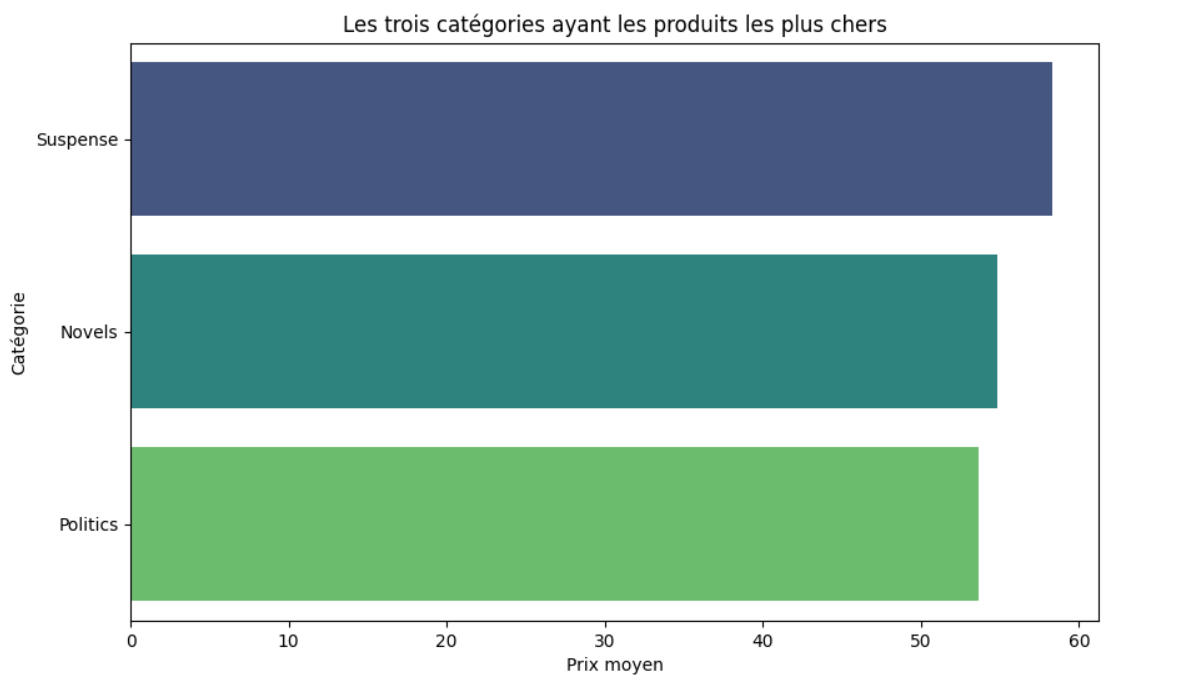 Les trois catégories ayant les produits les plus chers
Catégorie
Suspense
Novels
Politics
0 10 20 30 40 50 60
Prix moyen